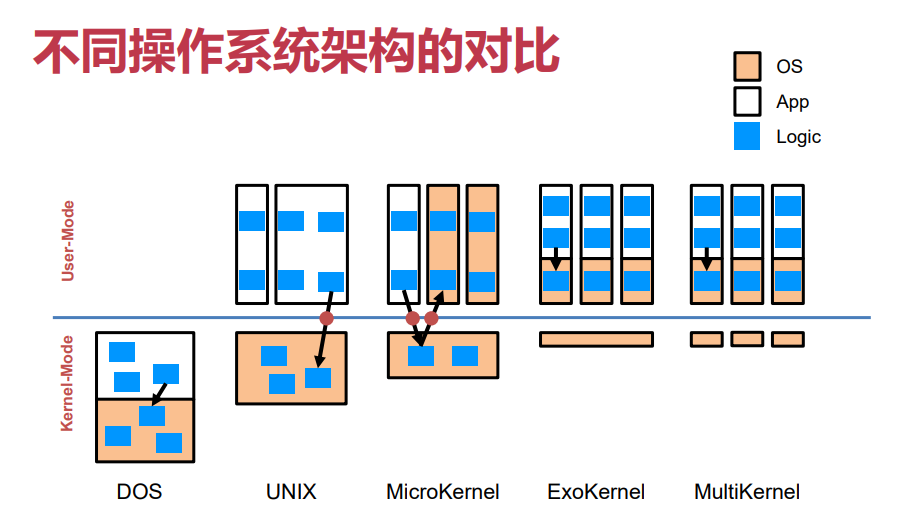 不同操作系统架构的对比
OS
App
Logic
User-Mode
Kernel-Mode
DOS
UNIX
MicroKernel
ExoKernel
MultiKernel